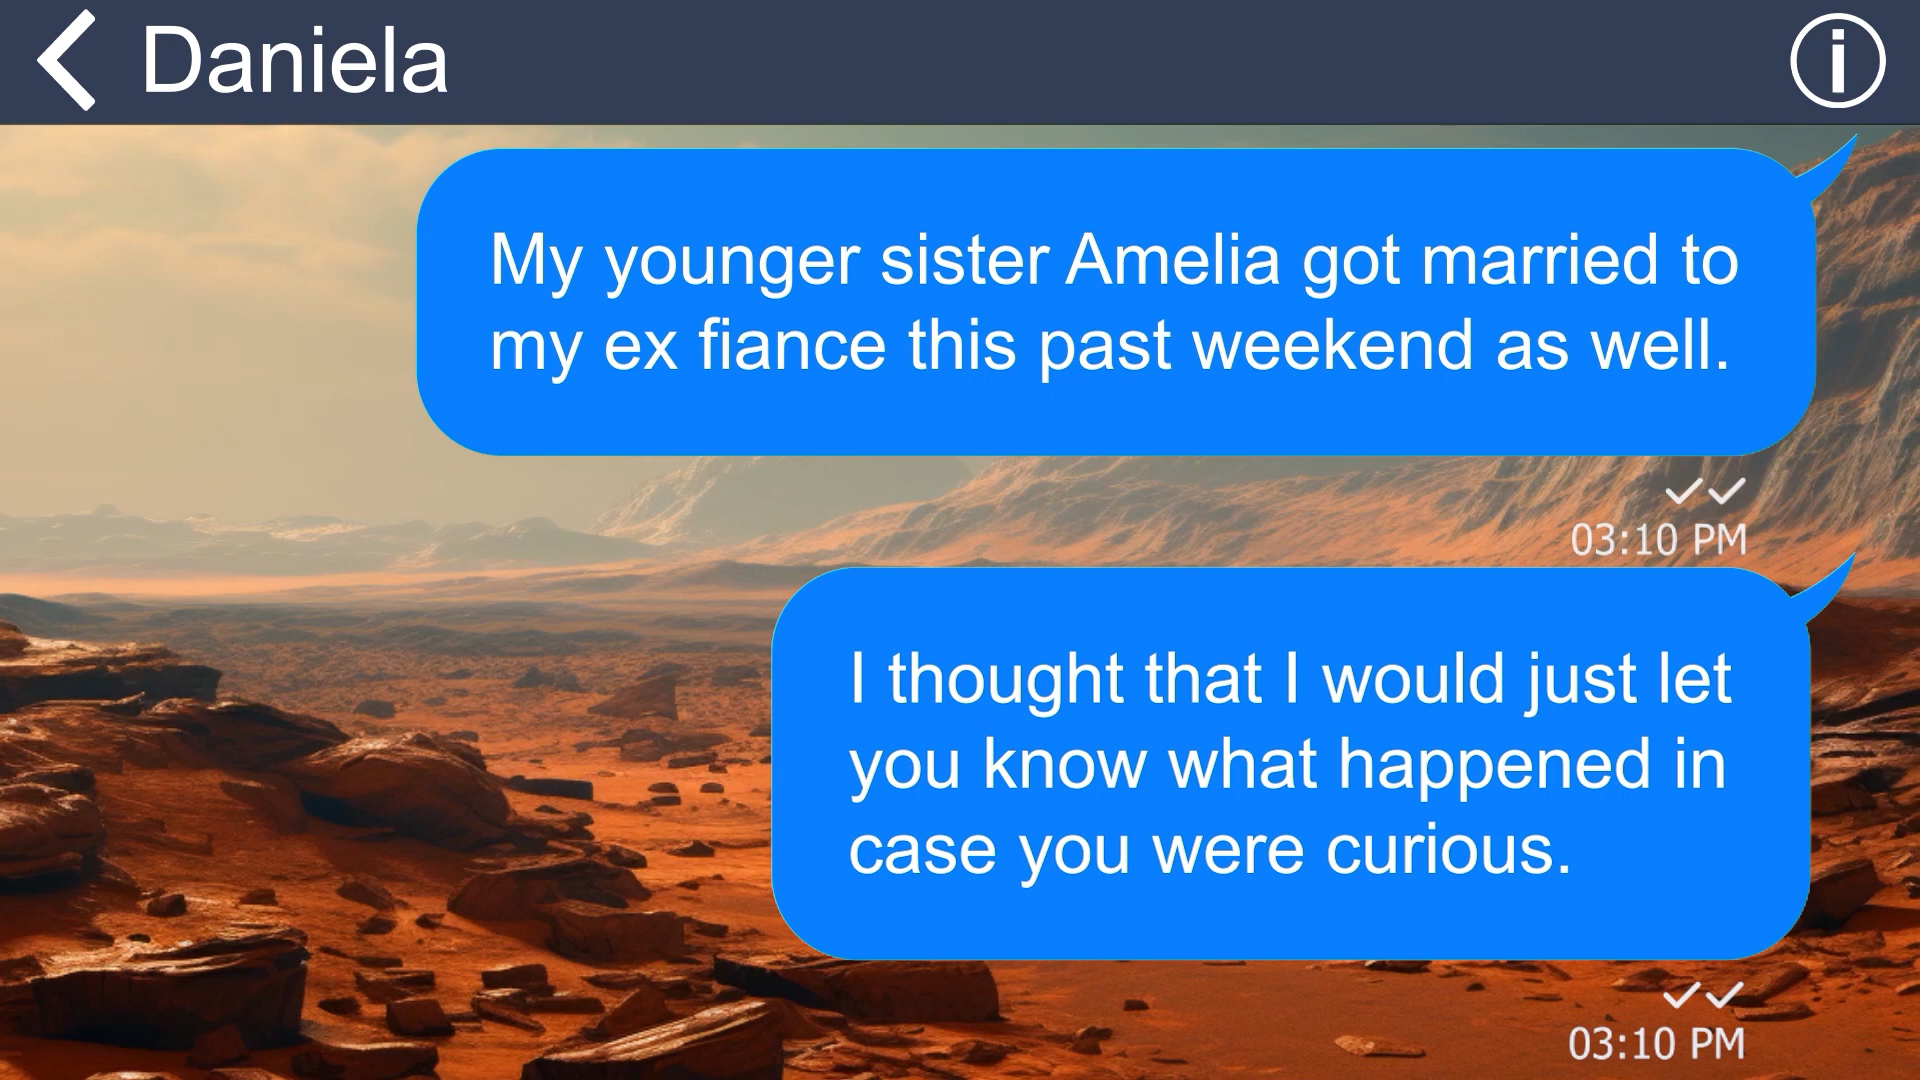 Daniela
My younger sister Amelia got married to
my ex fiance this past weekend as well.
03:10 PM
I thought that I would just let
you know what happened in
case you were curious.
03:10 PM